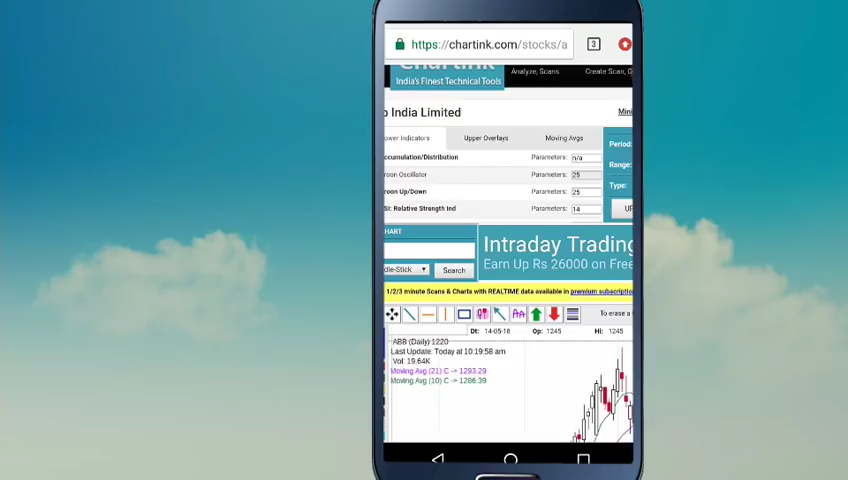 https://chartink.com/stocks/a
3
Chartink
India's Finest Technical Tools
Analyze, Scans
Create Scan,
India Limited
ower Indicators
Upper Overlays
Moving Avgs
Period:
ccumulation/Distribution
Parameters:
n/a
Range:
roon Oscillator
Parameters:
25
Type:
roon Up/Down
Parameters:
25
SI: Relative Strength Ind
Parameters:
14
HART
Intraday Trading
Earn Up Rs 26000 on Free
dle-Stick
Search
1/2/3 minute Scans & Charts with REALTIME data available in premium subscriptio
To erase a
Dt: 14-05-18
Op: 1245
Hi: 1245
ABB (Daily) 1220
Last Update: Today at 10:19:58 am
Vol: 19.64K
Moving Avg (21) C -> 1293.29
Moving Avg (10) C -> 1286.39